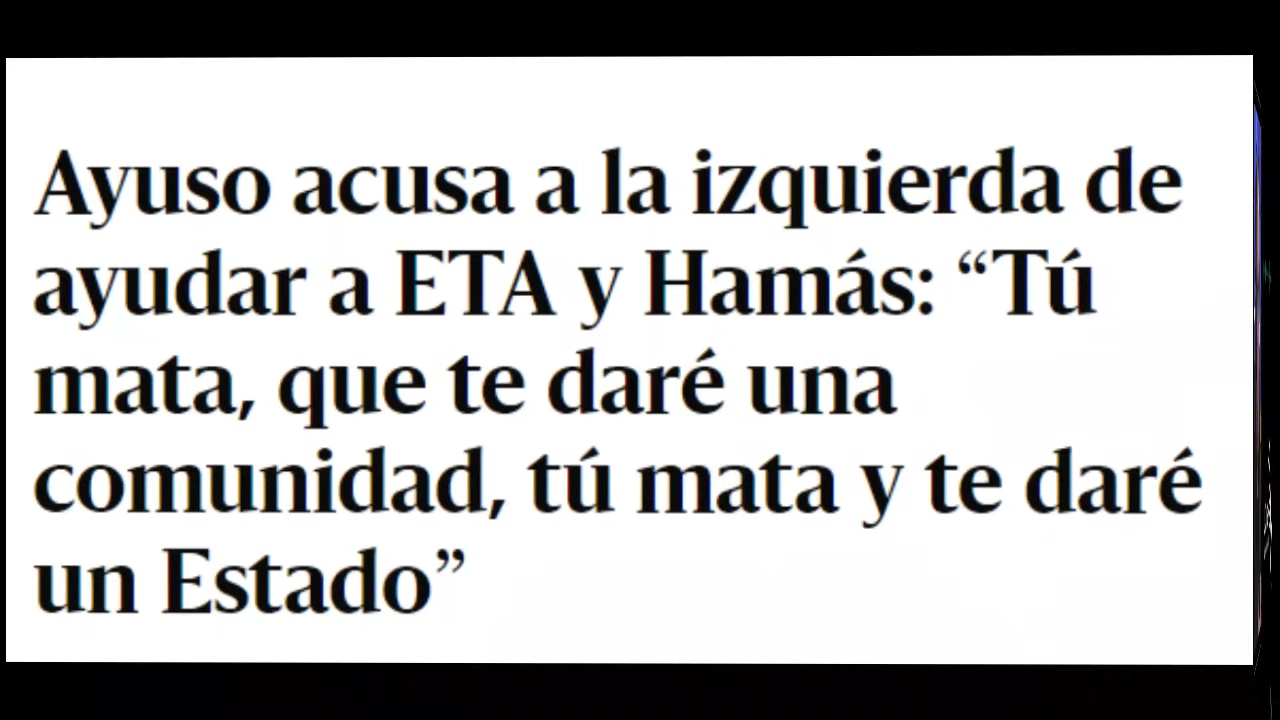 Ayuso acusa a la izquierda de
ayudar a ETA y Hamás: “Tú
mata, que te daré una
comunidad, tú mata y te daré
un Estado”